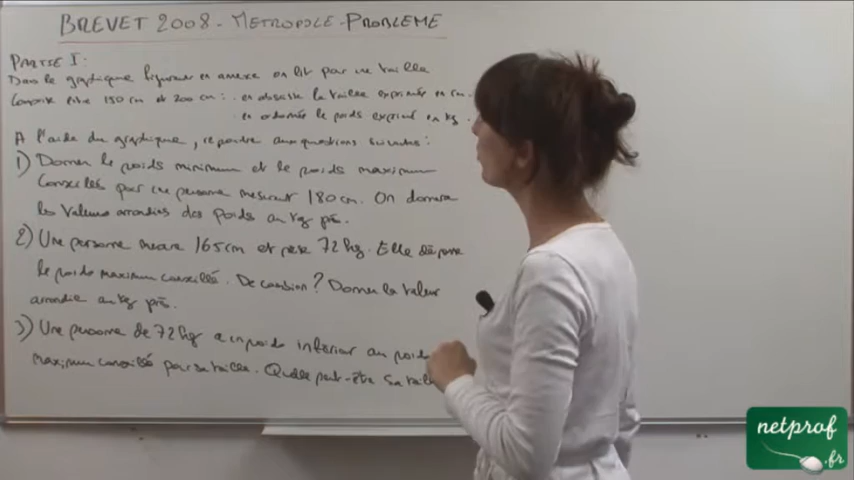 BREVET 2008 - METROPOLE - PROBLEME
PARTIE I:
Dans le graphique figurant en annexe on lit pour une taille
comprise entre 150 cm et 200 cm : . en abscisse la taille exprimée en cm.
. en ordonnée le poids exprimé en kg.
A l'aide du graphique, répondre aux questions suivantes :
1) Donner le poids minimum et le poids maximum
conseillés pour une personne mesurant 180 cm. On donnera
les valeurs arrondies des poids au kg près.
2) Une personne mesure 165 cm et pèse 72 kg. Elle dépasse
le poids maximum conseillé. De combien ? Donner la valeur
arrondie au kg près.
3) Une personne de 72 kg a un poids inférieur au poids
maximum conseillé pour sa taille. Quelle peut-être sa taille
netprof
.fr